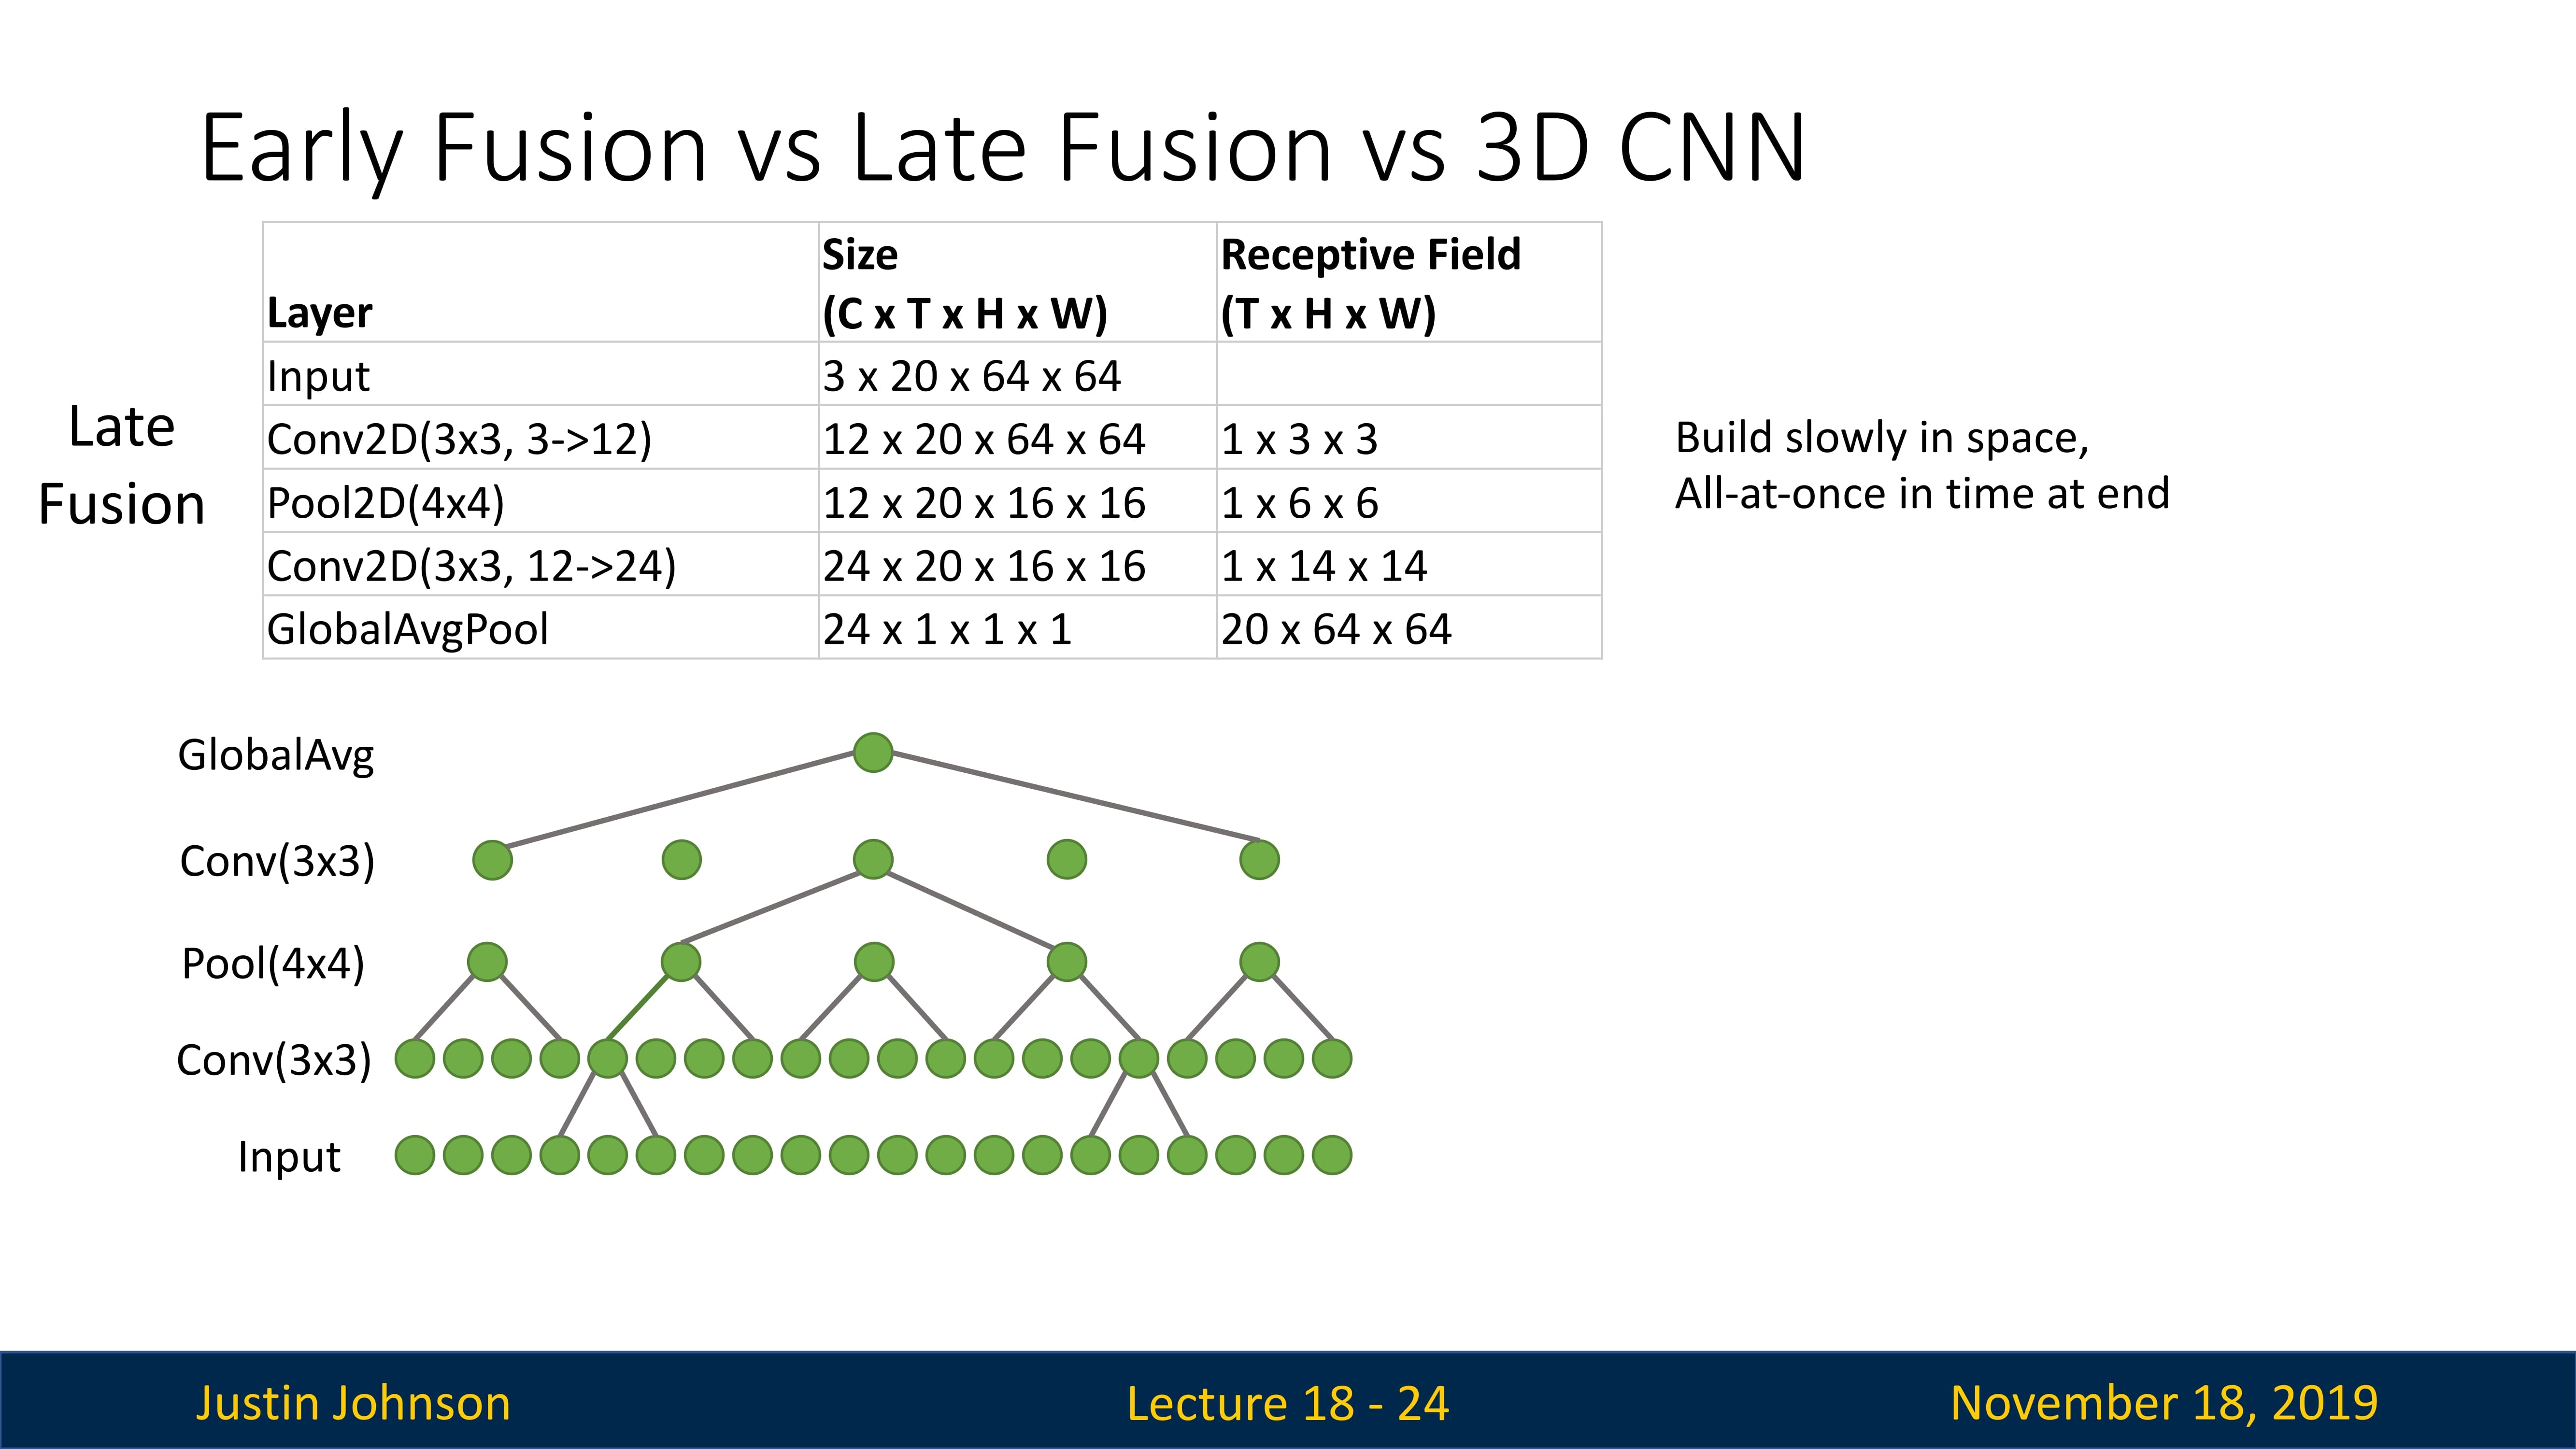 Early Fusion vs Late Fusion vs 3D CNN
Late
Fusion
Layer
Size
(C x T x H x W)
Receptive Field
(T x H x W)
Input
3 x 20 x 64 x 64
Conv2D(3x3, 3->12)
12 x 20 x 64 x 64
1 x 3 x 3
Pool2D(4x4)
12 x 20 x 16 x 16
1 x 6 x 6
Conv2D(3x3, 12->24)
24 x 20 x 16 x 16
1 x 14 x 14
GlobalAvgPool
24 x 1 x 1 x 1
20 x 64 x 64
Build slowly in space,
All-at-once in time at end
GlobalAvg
Conv(3x3)
Pool(4x4)
Conv(3x3)
Input
Justin Johnson
Lecture 18 - 24
November 18, 2019